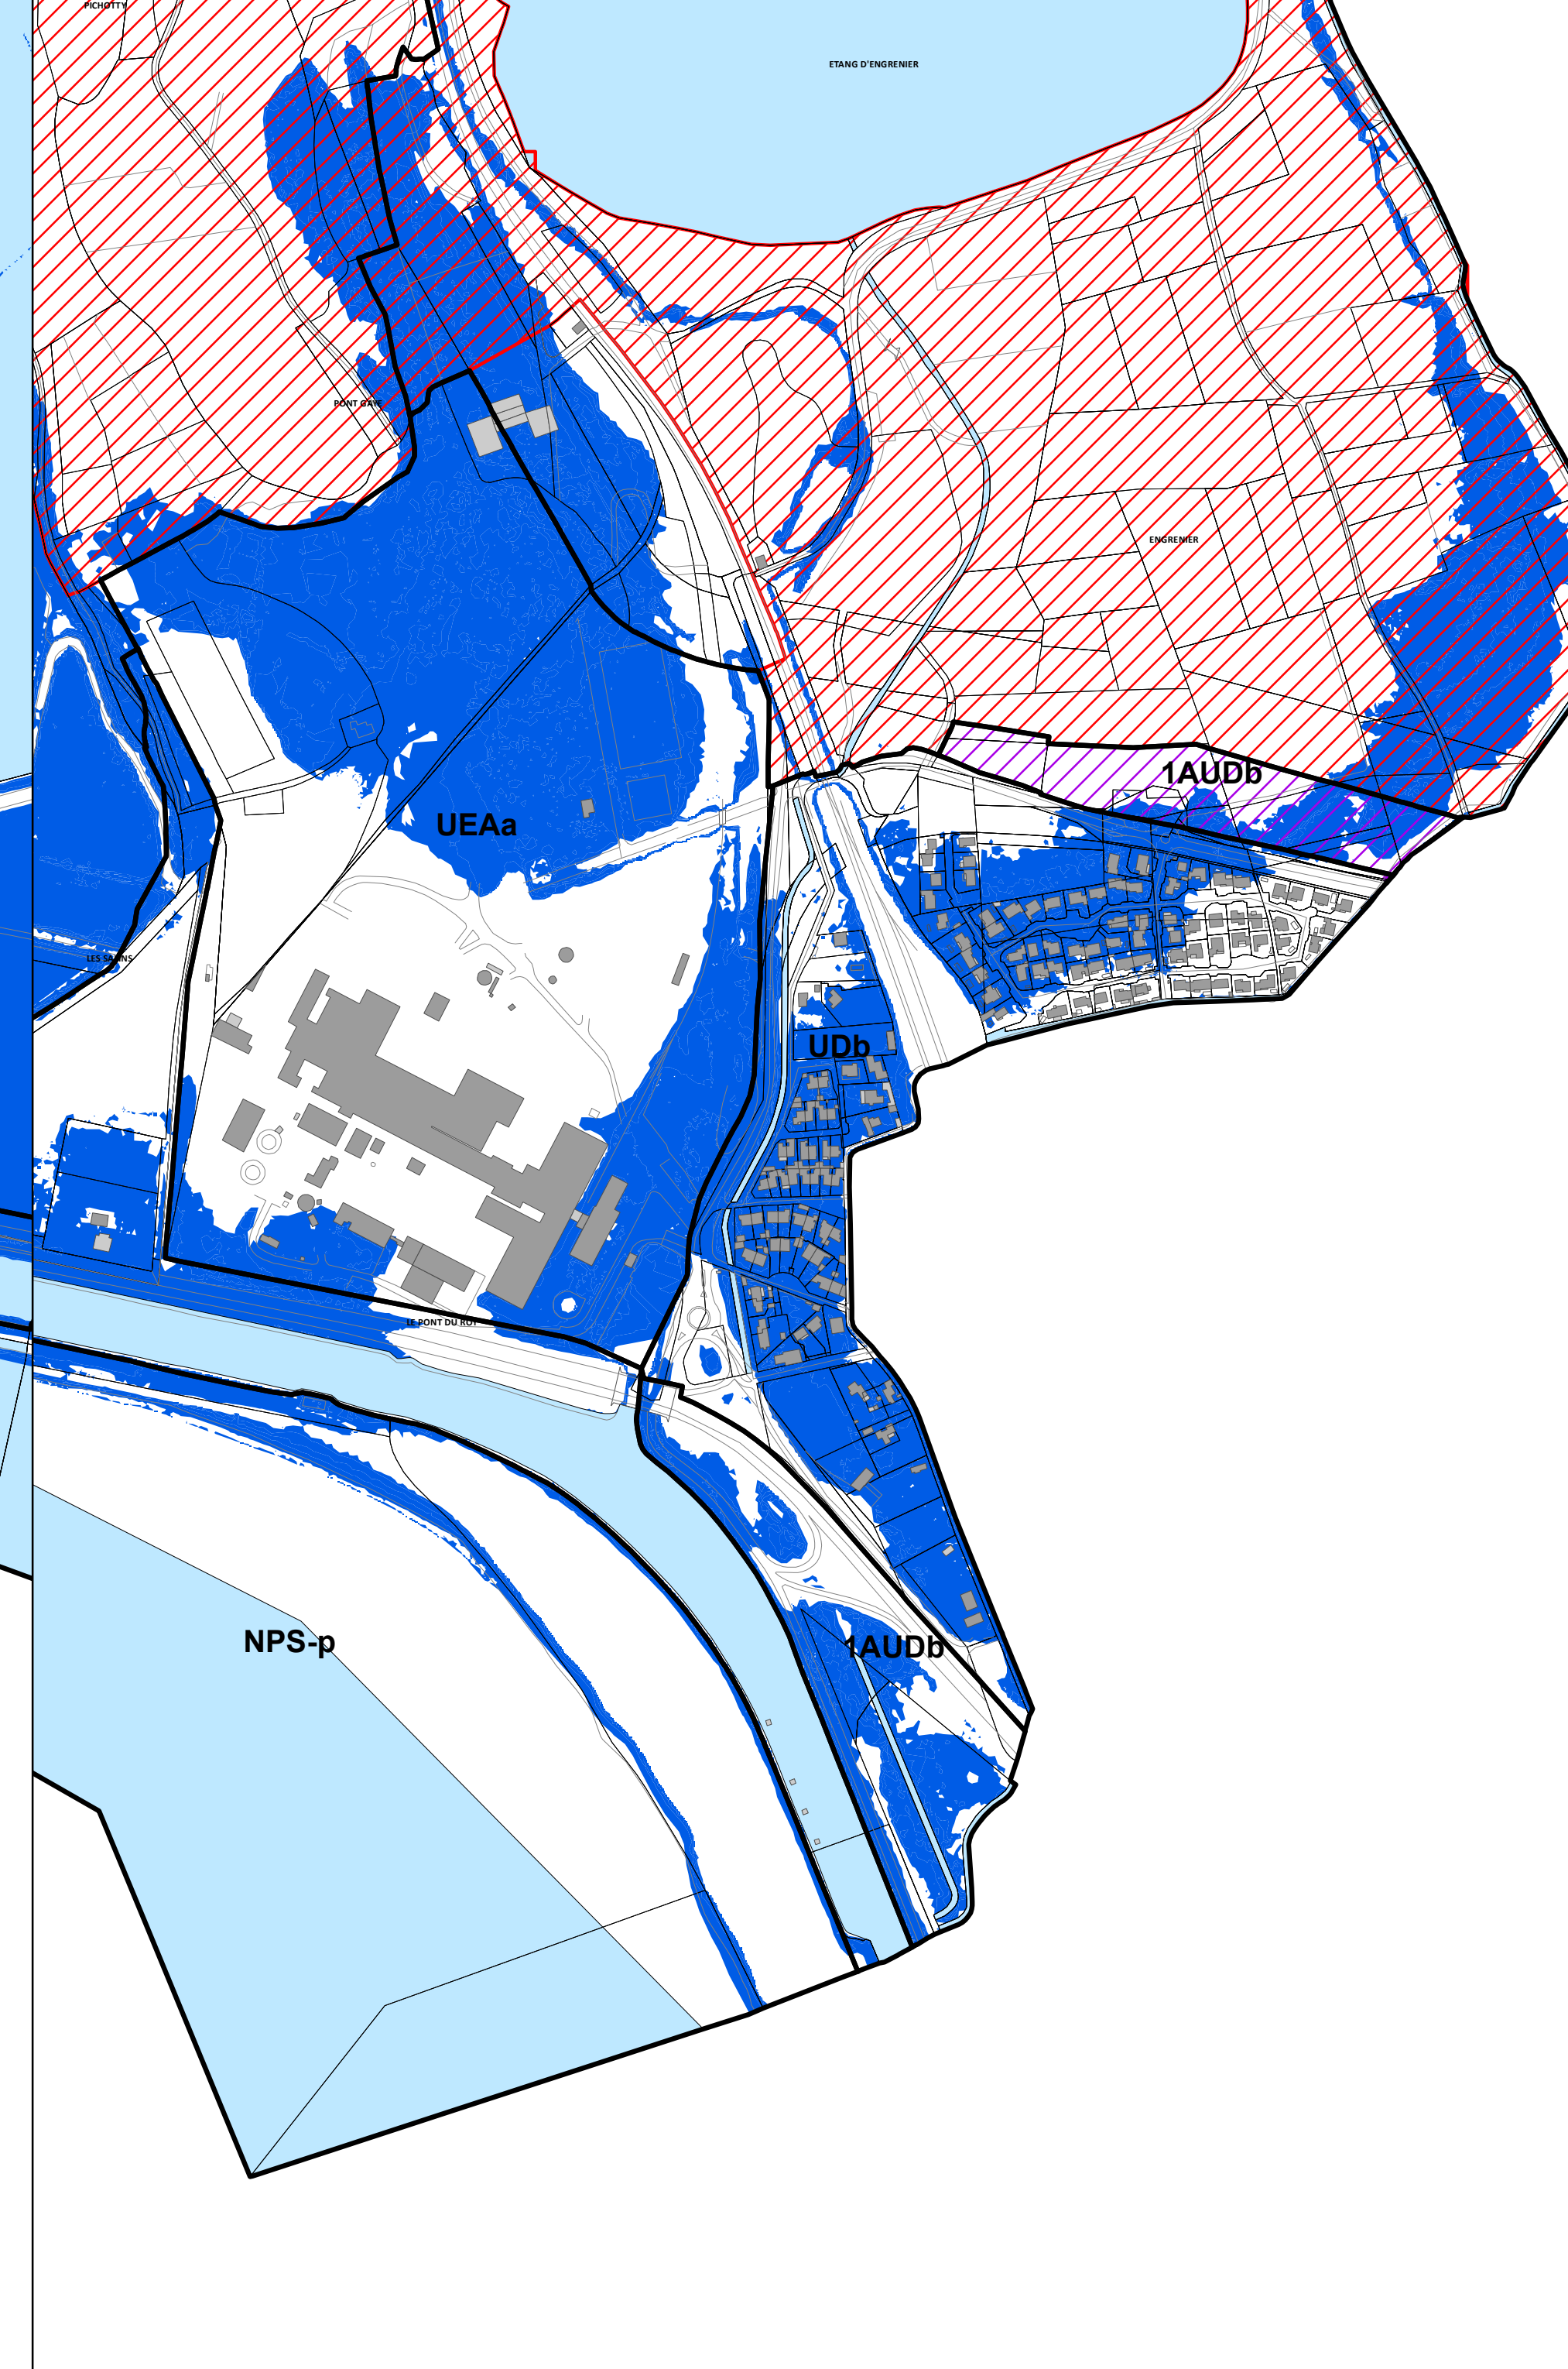 PICHOTTY
ETANG D'ENGRENIER
PONT GAYE
ENGRENIER
1AUDb
UEAa
LES SALINS
UDb
LE PONT DU ROY
NPS-p
1AUDb